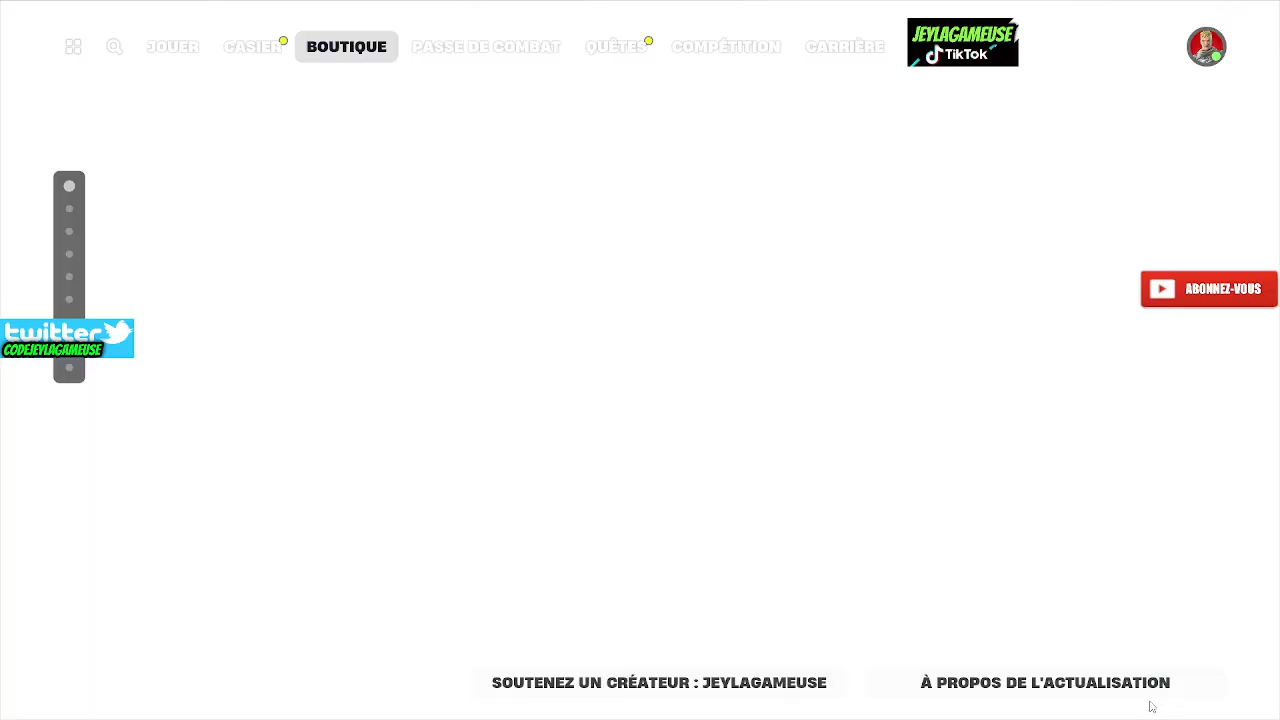 JOUER CASIER BOUTIQUE PASSE DE COMBAT QUÊTES COMPÉTITION CARRIÈRE
JEYLAGAMEUSE
TikTok
ABONNEZ-VOUS
twitter
CODEJEYLAGAMEUSE
SOUTENEZ UN CRÉATEUR : JEYLAGAMEUSE
À PROPOS DE L'ACTUALISATION